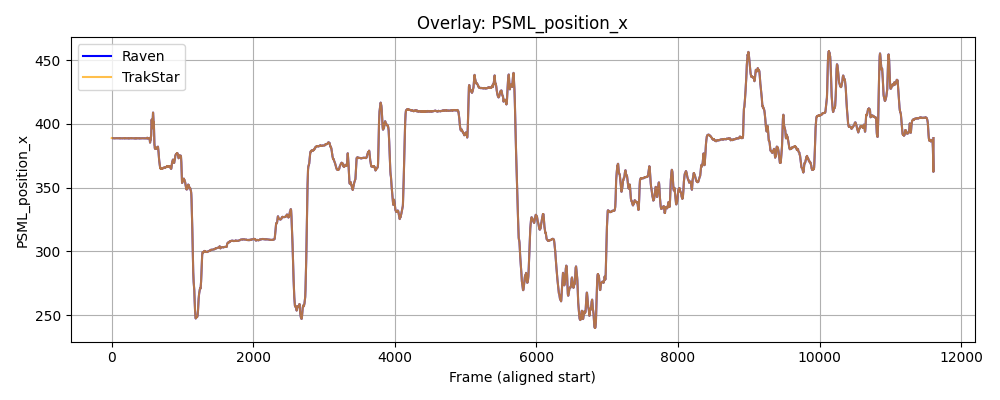 Overlay: PSML_position_x
Raven
TrakStar
PSML_position_x
450
400
350
300
250
0 2000 4000 6000 8000 10000 12000
Frame (aligned start)